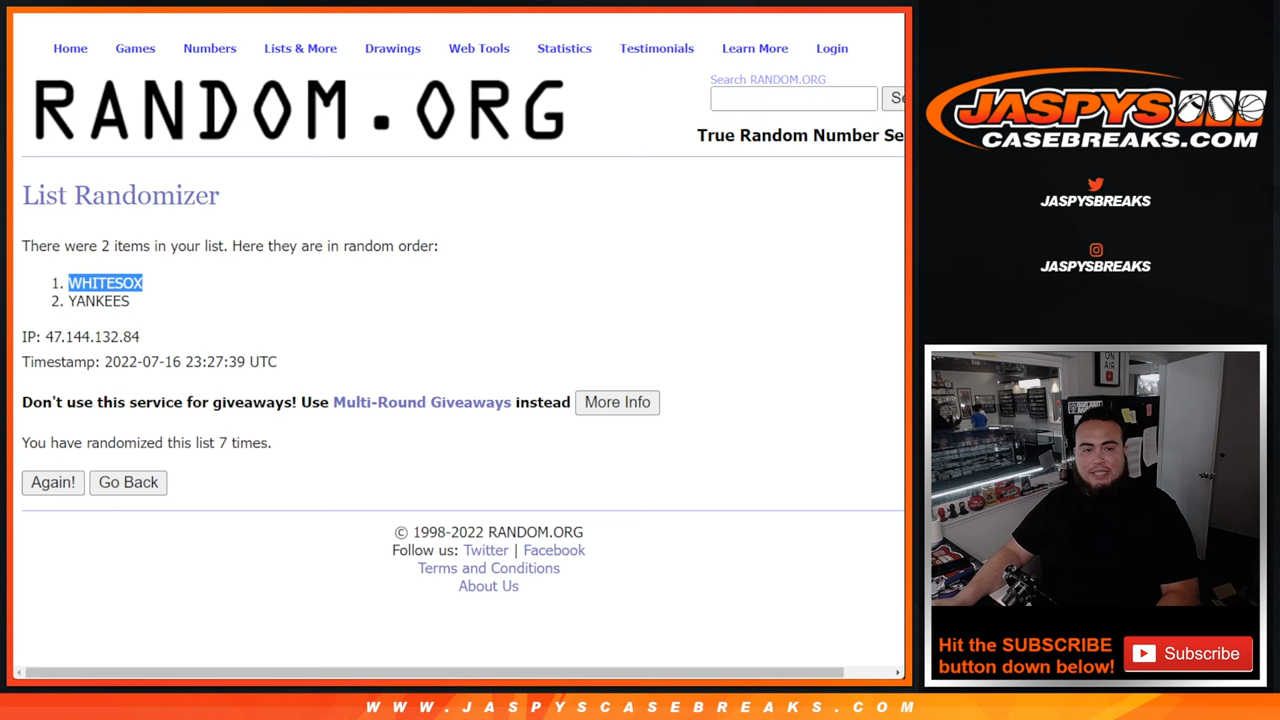 Home Games Numbers Lists & More Drawings Web Tools Statistics Testimonials Learn More Login
RANDOM.ORG
Search RANDOM.ORG
Se
True Random Number Se
List Randomizer
There were 2 items in your list. Here they are in random order:
1. WHITESOX
2. YANKEES
IP: 47.144.132.84
Timestamp: 2022-07-16 23:27:39 UTC
Don't use this service for giveaways! Use Multi-Round Giveaways instead More Info
You have randomized this list 7 times.
Again! Go Back
© 1998-2022 RANDOM.ORG
Follow us: Twitter | Facebook
Terms and Conditions
About Us
JASPYS
CASEBREAKS.COM
JASPYSBREAKS
JASPYSBREAKS
ON AIR
Hit the SUBSCRIBE
button down below!
Subscribe
WWW.JASPYSCASEBREAKS.COM